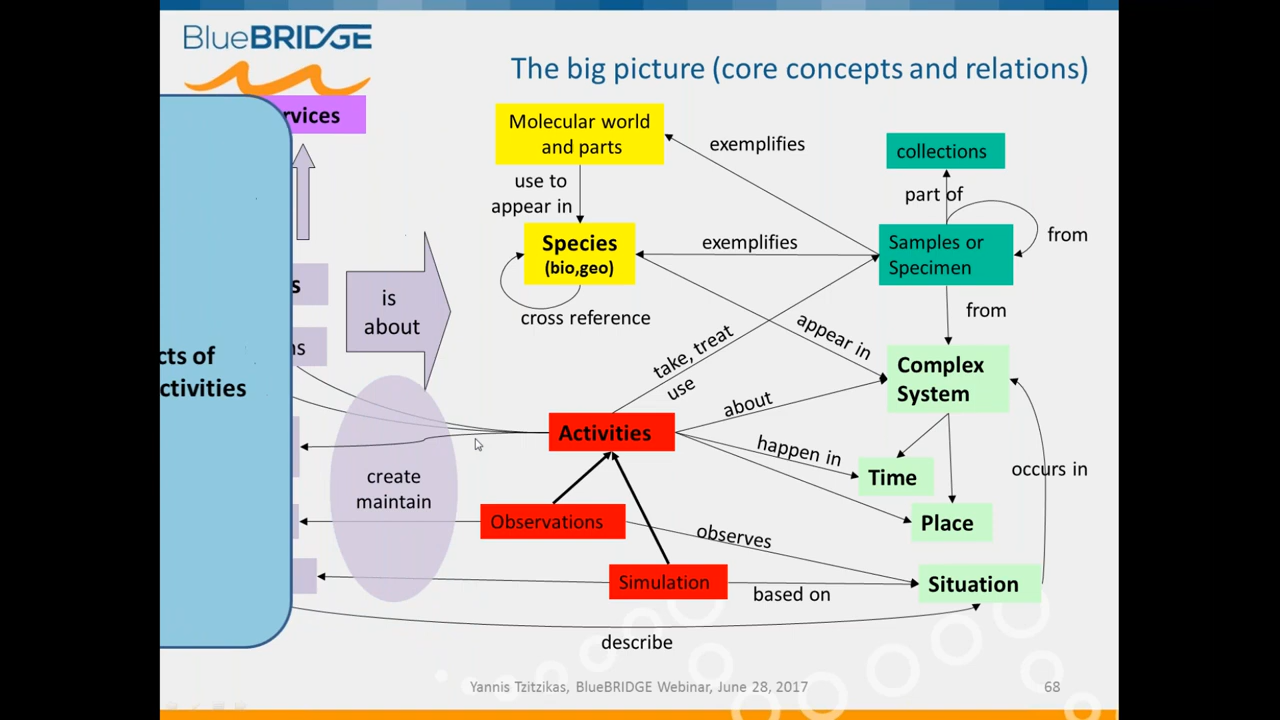 BlueBRIDGE
The big picture (core concepts and relations)
rvices
Molecular world
and parts
exemplifies
collections
use to
appear in
part of
Species
(bio,geo)
exemplifies
Samples or
Specimen
from
s
is
about
cross reference
from
ns
appear in
take, treat
use
cts of
ctivities
Complex
System
about
Activities
happen in
Time
occurs in
create
maintain
Place
Observations
observes
Simulation
based on
Situation
describe
Yannis Tzitzikas, BlueBRIDGE Webinar, June 28, 2017
68